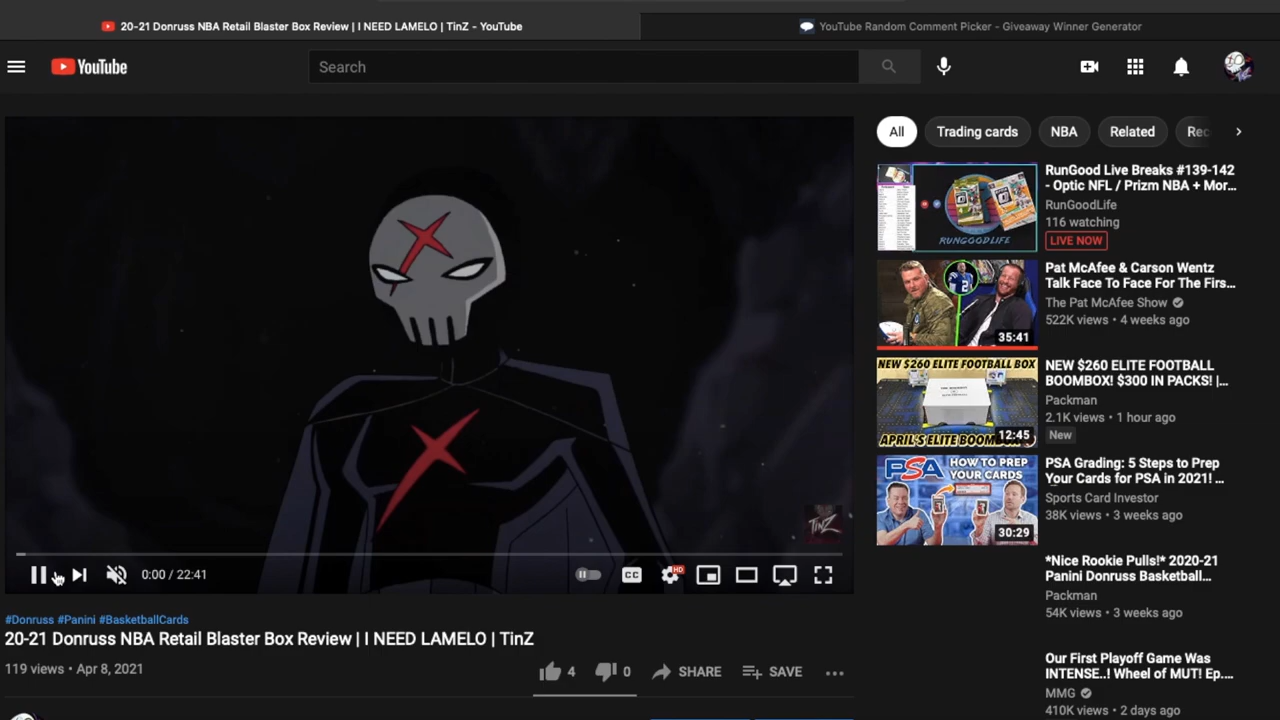 20-21 Donruss NBA Retail Blaster Box Review | I NEED LAMELO | TinZ - YouTube
YouTube Random Comment Picker - Giveaway Winner Generator
YouTube
Search
All
Trading cards
NBA
Related
Rec
RUNGOODLIFE
RunGood Live Breaks #139-142
- Optic NFL / Prizm NBA + Mor...
RunGoodLife
116 watching
LIVE NOW
35:41
Pat McAfee & Carson Wentz
Talk Face To Face For The Firs...
The Pat McAfee Show
522K views • 4 weeks ago
NEW $260 ELITE FOOTBALL BOX
12:45
APRIL'S ELITE BOOMBOX
NEW $260 ELITE FOOTBALL
BOOMBOX! $300 IN PACKS! |...
Packman
2.1K views • 1 hour ago
New
PSA HOW TO PREP
YOUR CARDS
30:29
PSA Grading: 5 Steps to Prep
Your Cards for PSA in 2021! ...
Sports Card Investor
38K views • 3 weeks ago
*Nice Rookie Pulls!* 2020-21
Panini Donruss Basketball...
Packman
54K views • 3 weeks ago
Our First Playoff Game Was
INTENSE..! Wheel of MUT! Ep....
MMG
410K views • 2 days ago
TINZ
0:00 / 22:41
CC
HD
#Donruss #Panini #BasketballCards
20-21 Donruss NBA Retail Blaster Box Review | I NEED LAMELO | TinZ
119 views • Apr 8, 2021
4
0
SHARE
SAVE